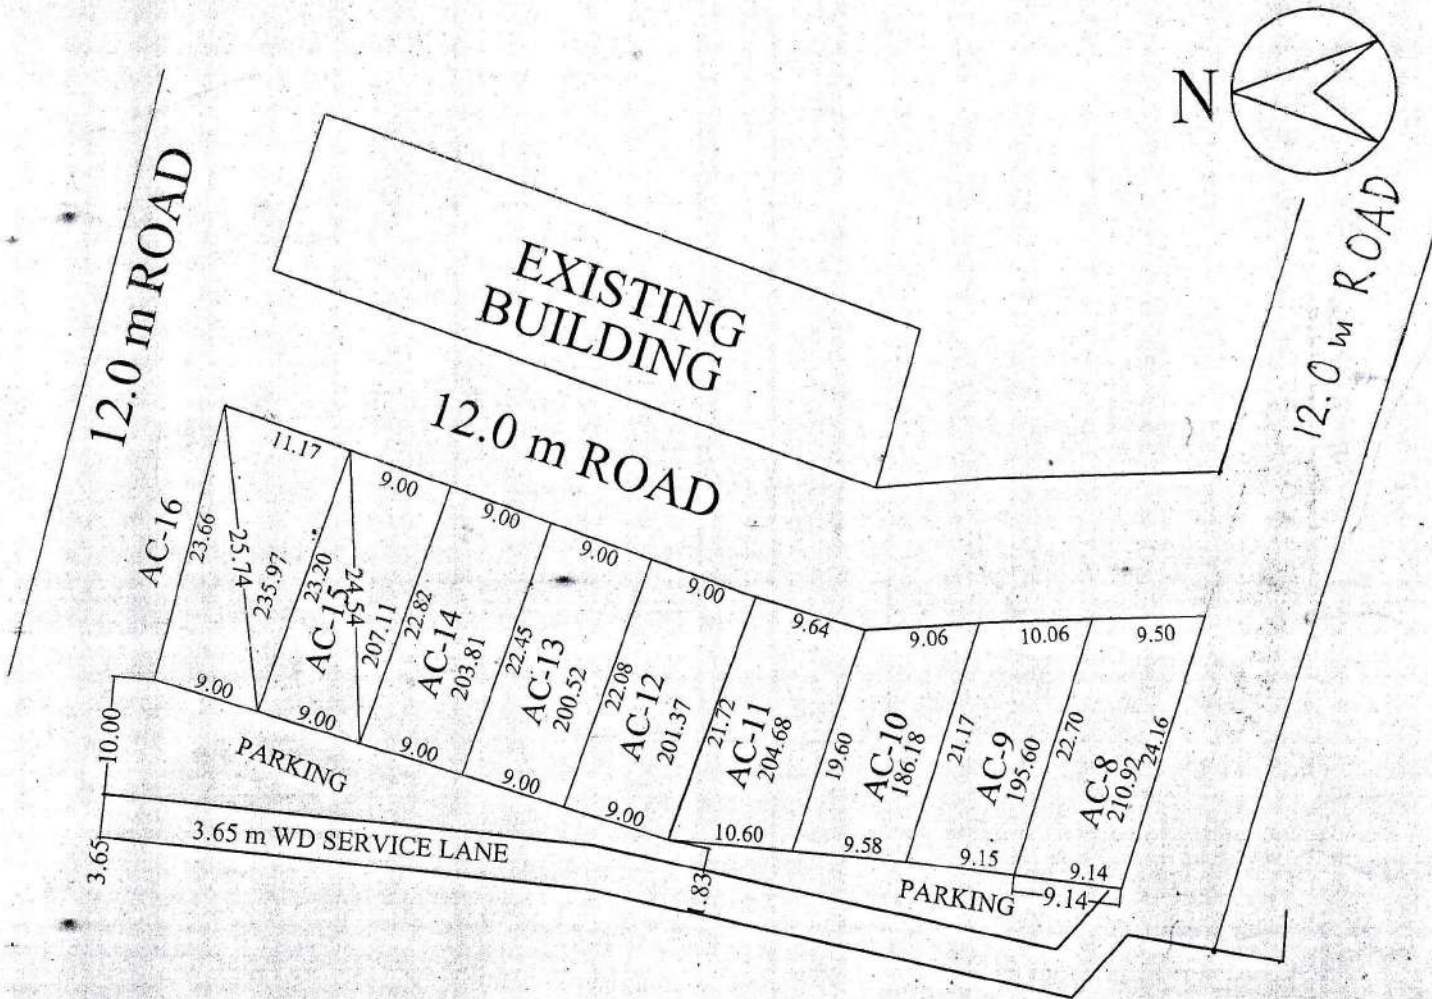 N
12.0 m ROAD
12.0 m ROAD
EXISTING
BUILDING
12.0 m ROAD
11.17
9.00
9.00
9.00
9.00
9.64
9.06
10.06
9.50
AC-16
23.66
25.74
235.97
23.20
AC-15
24.54
207.11
22.82
AC-14
203.81
22.45
AC-13
200.52
22.08
AC-12
201.37
21.72
AC-11
204.68
19.60
AC-10
186.18
21.17
AC-9
195.60
22.70
AC-8
210.92
24.16
9.00
9.00
9.00
9.00
9.00
10.60
9.58
9.15
9.14
9.14
10.00
PARKING
3.65
3.65 m WD SERVICE LANE
1.83
PARKING